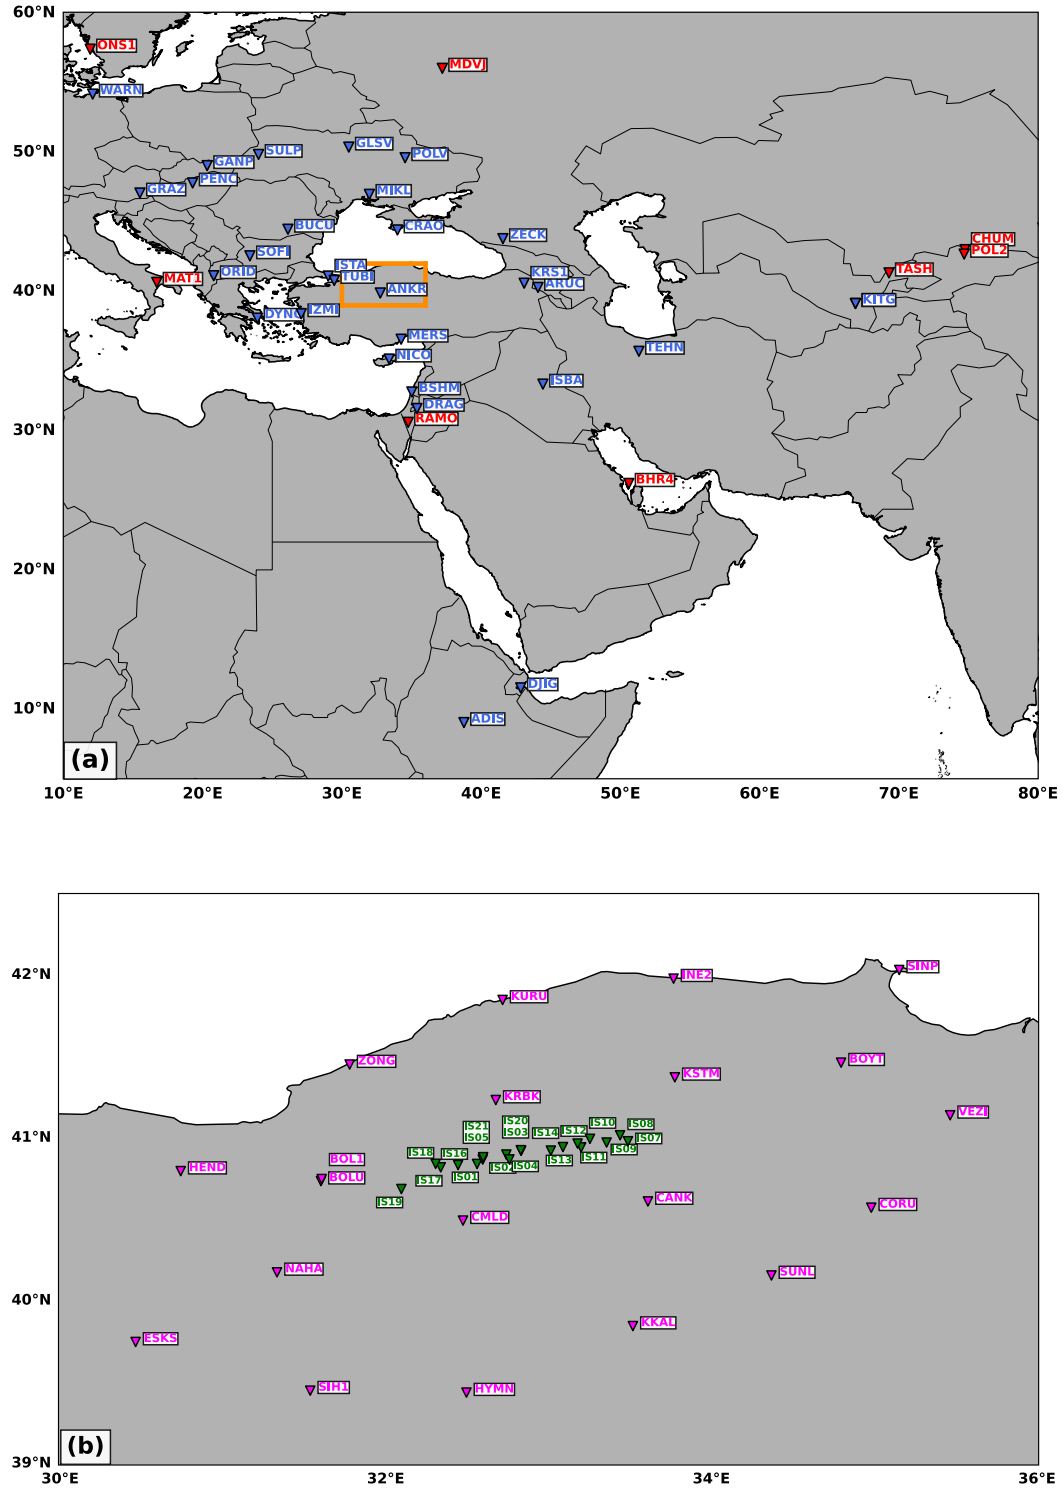 60°N
ONS1
MDVJ
WARN
50°N
GLSV
SULP
POLV
GANP
PENC
GRAZ
MIKL
BUCU
CRAO
ZECK
CHUM
POL2
SOFI
ISTA
TASH
ORID
TUBI
KRS1
MAT1
ARUC
40°N
ANKR
KITG
IZMI
DYNG
MERS
TEHN
NICO
ISBA
BSHM
DRAG
30°N
RAMO
BHR4
20°N
DJIG
10°N
ADIS
(a)
10°E 20°E 30°E 40°E 50°E 60°E 70°E 80°E
SINP
42°N
INE2
KURU
ZONG
BOYT
KSTM
KRBK
VEZI
IS21
IS20
IS10
IS08
41°N
IS05
IS03
IS14
IS12
IS07
IS18
IS16
IS09
BOL1
IS13
IS11
HEND
IS04
BOLU
IS17
IS01
IS19
CANK
CORU
CMLD
NAHA
SUNL
40°N
ESKS
KKAL
SIH1
HYMN
(b)
39°N
30°E 32°E 34°E 36°E